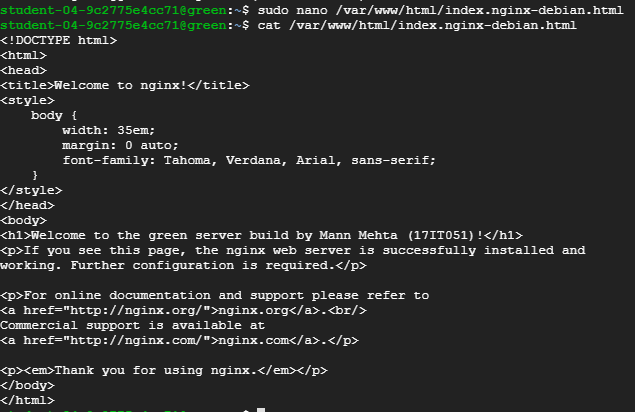 student-04-9c2775e4cc71@green:~$ sudo nano /var/www/html/index.nginx-debian.html
student-04-9c2775e4cc71@green:~$ cat /var/www/html/index.nginx-debian.html
<!DOCTYPE html>
<html>
<head>
<title>Welcome to nginx!</title>
<style>
    body {
        width: 35em;
        margin: 0 auto;
        font-family: Tahoma, Verdana, Arial, sans-serif;
    }
</style>
</head>
<body>
<h1>Welcome to the green server build by Mann Mehta (17IT051)!</h1>
<p>If you see this page, the nginx web server is successfully installed and
working. Further configuration is required.</p>

<p>For online documentation and support please refer to
<a href="http://nginx.org/">nginx.org</a>.<br/>
Commercial support is available at
<a href="http://nginx.com/">nginx.com</a>.</p>

<p><em>Thank you for using nginx.</em></p>
</body>
</html>